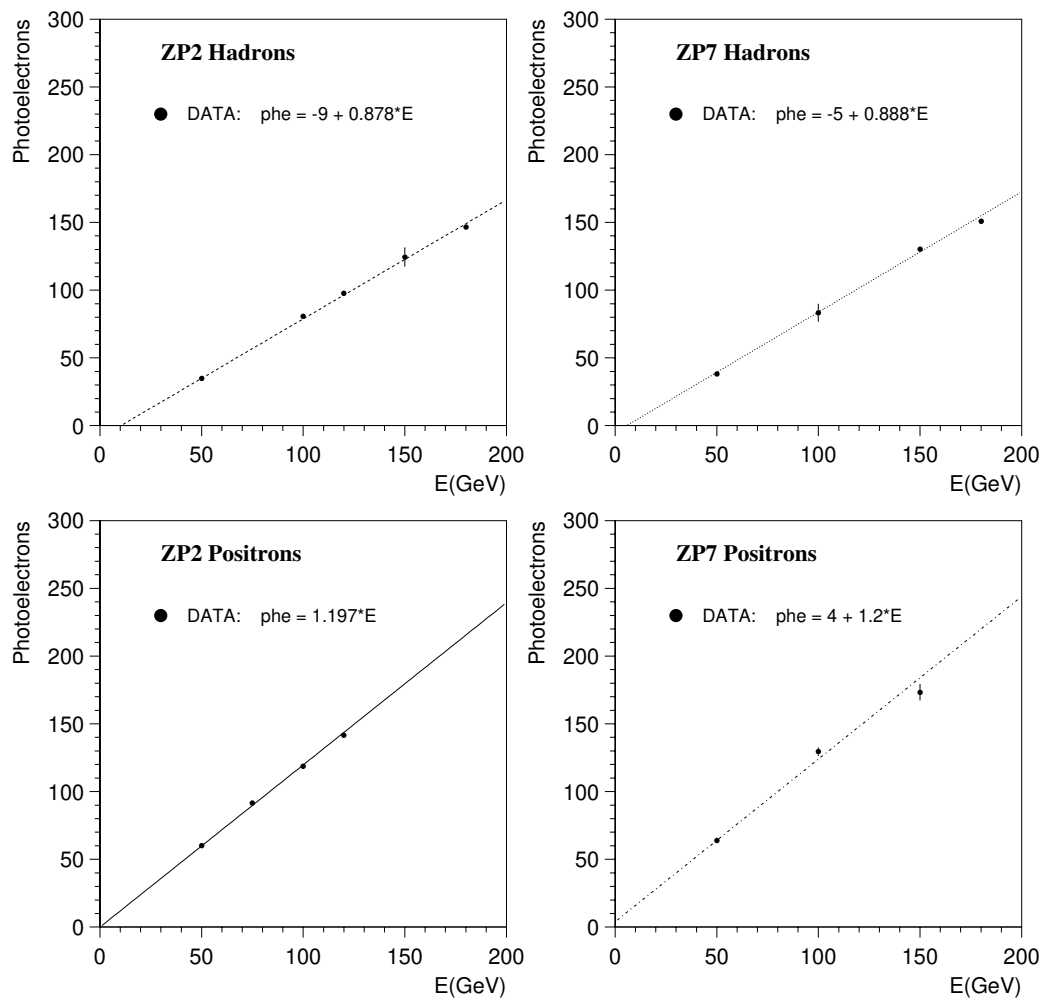 Photoelectrons
300
250
200
150
100
50
0
ZP2 Hadrons
DATA: phe = -9 + 0.878*E
0 50 100 150 200
E(GeV)
Photoelectrons
300
250
200
150
100
50
0
ZP7 Hadrons
DATA: phe = -5 + 0.888*E
0 50 100 150 200
E(GeV)
Photoelectrons
300
250
200
150
100
50
0
ZP2 Positrons
DATA: phe = 1.197*E
0 50 100 150 200
E(GeV)
Photoelectrons
300
250
200
150
100
50
0
ZP7 Positrons
DATA: phe = 4 + 1.2*E
0 50 100 150 200
E(GeV)